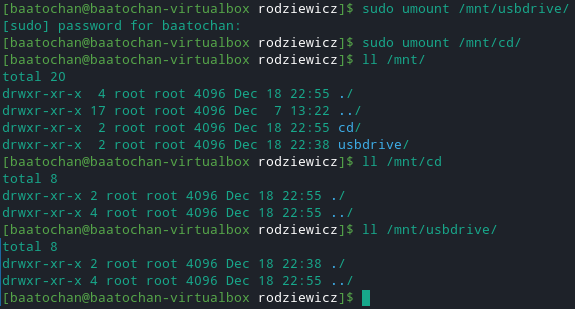 [baatochan@baatochan-virtualbox rodziewicz]$ sudo umount /mnt/usbdrive/
[sudo] password for baatochan:
[baatochan@baatochan-virtualbox rodziewicz]$ sudo umount /mnt/cd/
[baatochan@baatochan-virtualbox rodziewicz]$ ll /mnt/
total 20
drwxr-xr-x  4 root root 4096 Dec 18 22:55 ./
drwxr-xr-x 17 root root 4096 Dec  7 13:22 ../
drwxr-xr-x  2 root root 4096 Dec 18 22:55 cd/
drwxr-xr-x  2 root root 4096 Dec 18 22:38 usbdrive/
[baatochan@baatochan-virtualbox rodziewicz]$ ll /mnt/cd
total 8
drwxr-xr-x 2 root root 4096 Dec 18 22:55 ./
drwxr-xr-x 4 root root 4096 Dec 18 22:55 ../
[baatochan@baatochan-virtualbox rodziewicz]$ ll /mnt/usbdrive/
total 8
drwxr-xr-x 2 root root 4096 Dec 18 22:38 ./
drwxr-xr-x 4 root root 4096 Dec 18 22:55 ../
[baatochan@baatochan-virtualbox rodziewicz]$